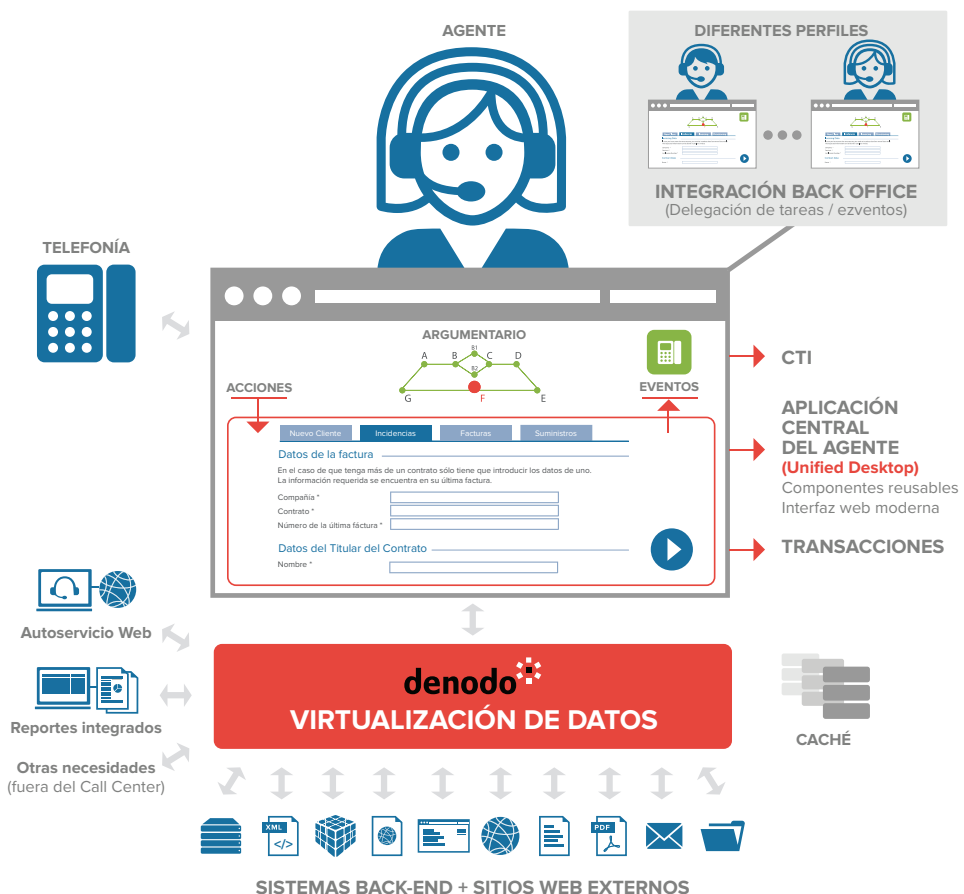 AGENTE
DIFERENTES PERFILES
INTEGRACIÓN BACK OFFICE
(Delegación de tareas / ezventos)
TELEFONÍA
ARGUMENTARIO
A
B
B1
C
D
B2
G
F
E
ACCIONES
EVENTOS
Nuevo Cliente
Incidencias
Facturas
Suministros
Datos de la factura
En el caso de que tenga más de un contrato sólo tiene que introducir los datos de uno.
La información requerida se encuentra en su última factura.
Compañía *
Contrato *
Número de la última fáctura *
Datos del Titular del Contrato
Nombre *
CTI
APLICACIÓN
CENTRAL
DEL AGENTE
(Unified Desktop)
Componentes reusables
Interfaz web moderna
TRANSACCIONES
Autoservicio Web
Reportes integrados
Otras necesidades
(fuera del Call Center)
denodo
VIRTUALIZACIÓN DE DATOS
CACHÉ
XML
</>
PDF
SISTEMAS BACK-END + SITIOS WEB EXTERNOS